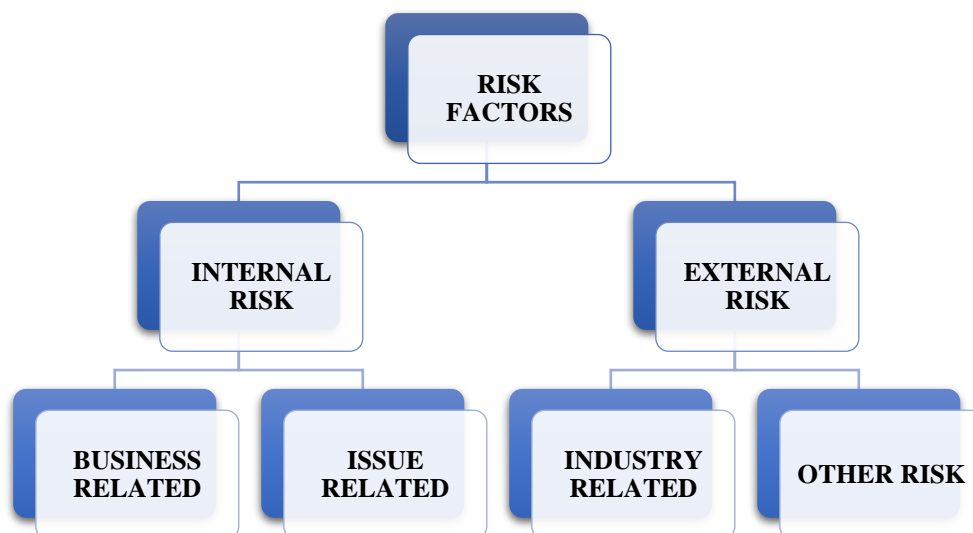 RISK
FACTORS
INTERNAL
RISK
EXTERNAL
RISK
BUSINESS
RELATED
ISSUE
RELATED
INDUSTRY
RELATED
OTHER RISK